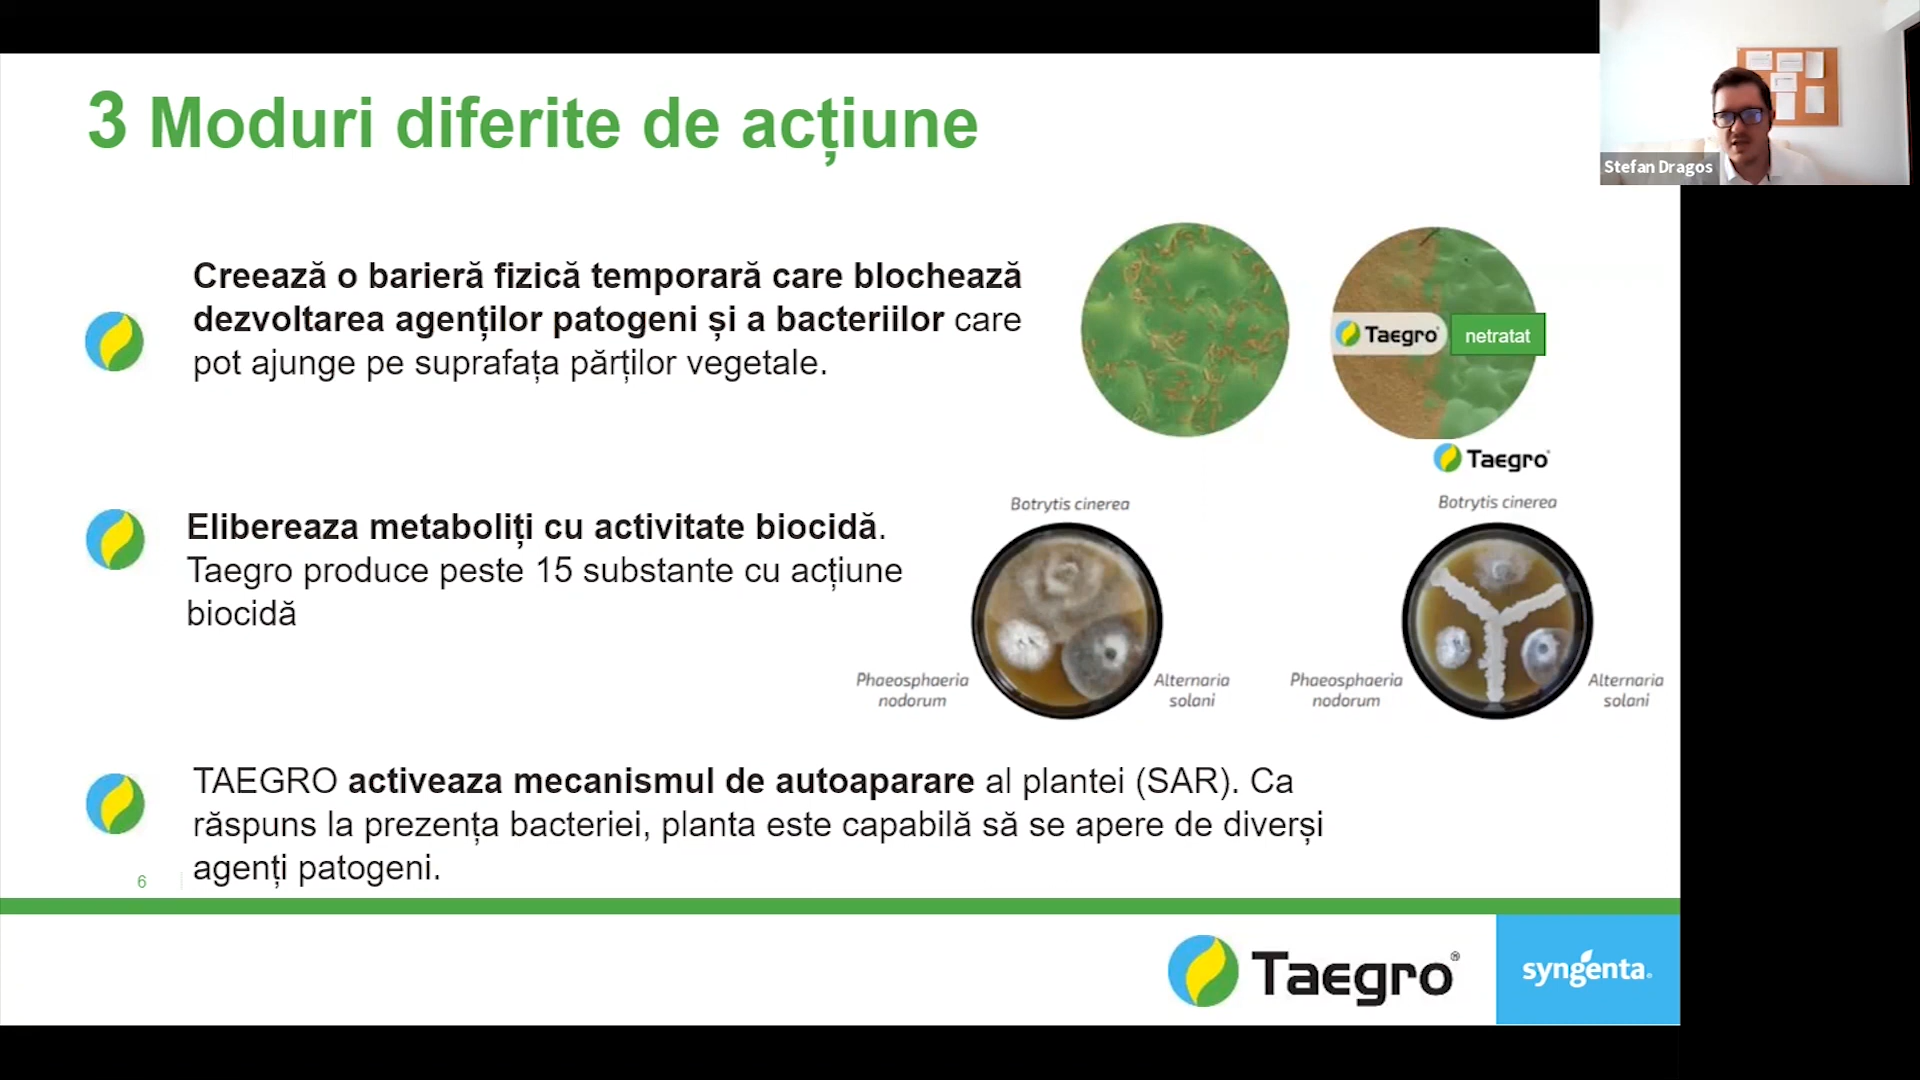 3 Moduri diferite de acțiune
Stefan Dragos
Creează o barieră fizică temporară care blochează
dezvoltarea agenților patogeni și a bacteriilor care
pot ajunge pe suprafața părților vegetale.
Taegro
netratat
Taegro
Elibereaza metaboliți cu activitate biocidă.
Taegro produce peste 15 substante cu acțiune
biocidă
Botrytis cinerea
Phaeosphaeria
nodorum
Alternaria
solani
Botrytis cinerea
Phaeosphaeria
nodorum
Alternaria
solani
TAEGRO activeaza mecanismul de autoaparare al plantei (SAR). Ca
răspuns la prezența bacteriei, planta este capabilă să se apere de diverși
agenți patogeni.
6
Taegro®
syngenta.